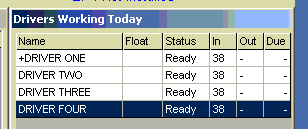 Drivers Working Today
Name Float Status In Out Due
+DRIVER ONE Ready 38 - -
DRIVER TWO Ready 38 - -
DRIVER THREE Ready 38 - -
DRIVER FOUR Ready 38 - -